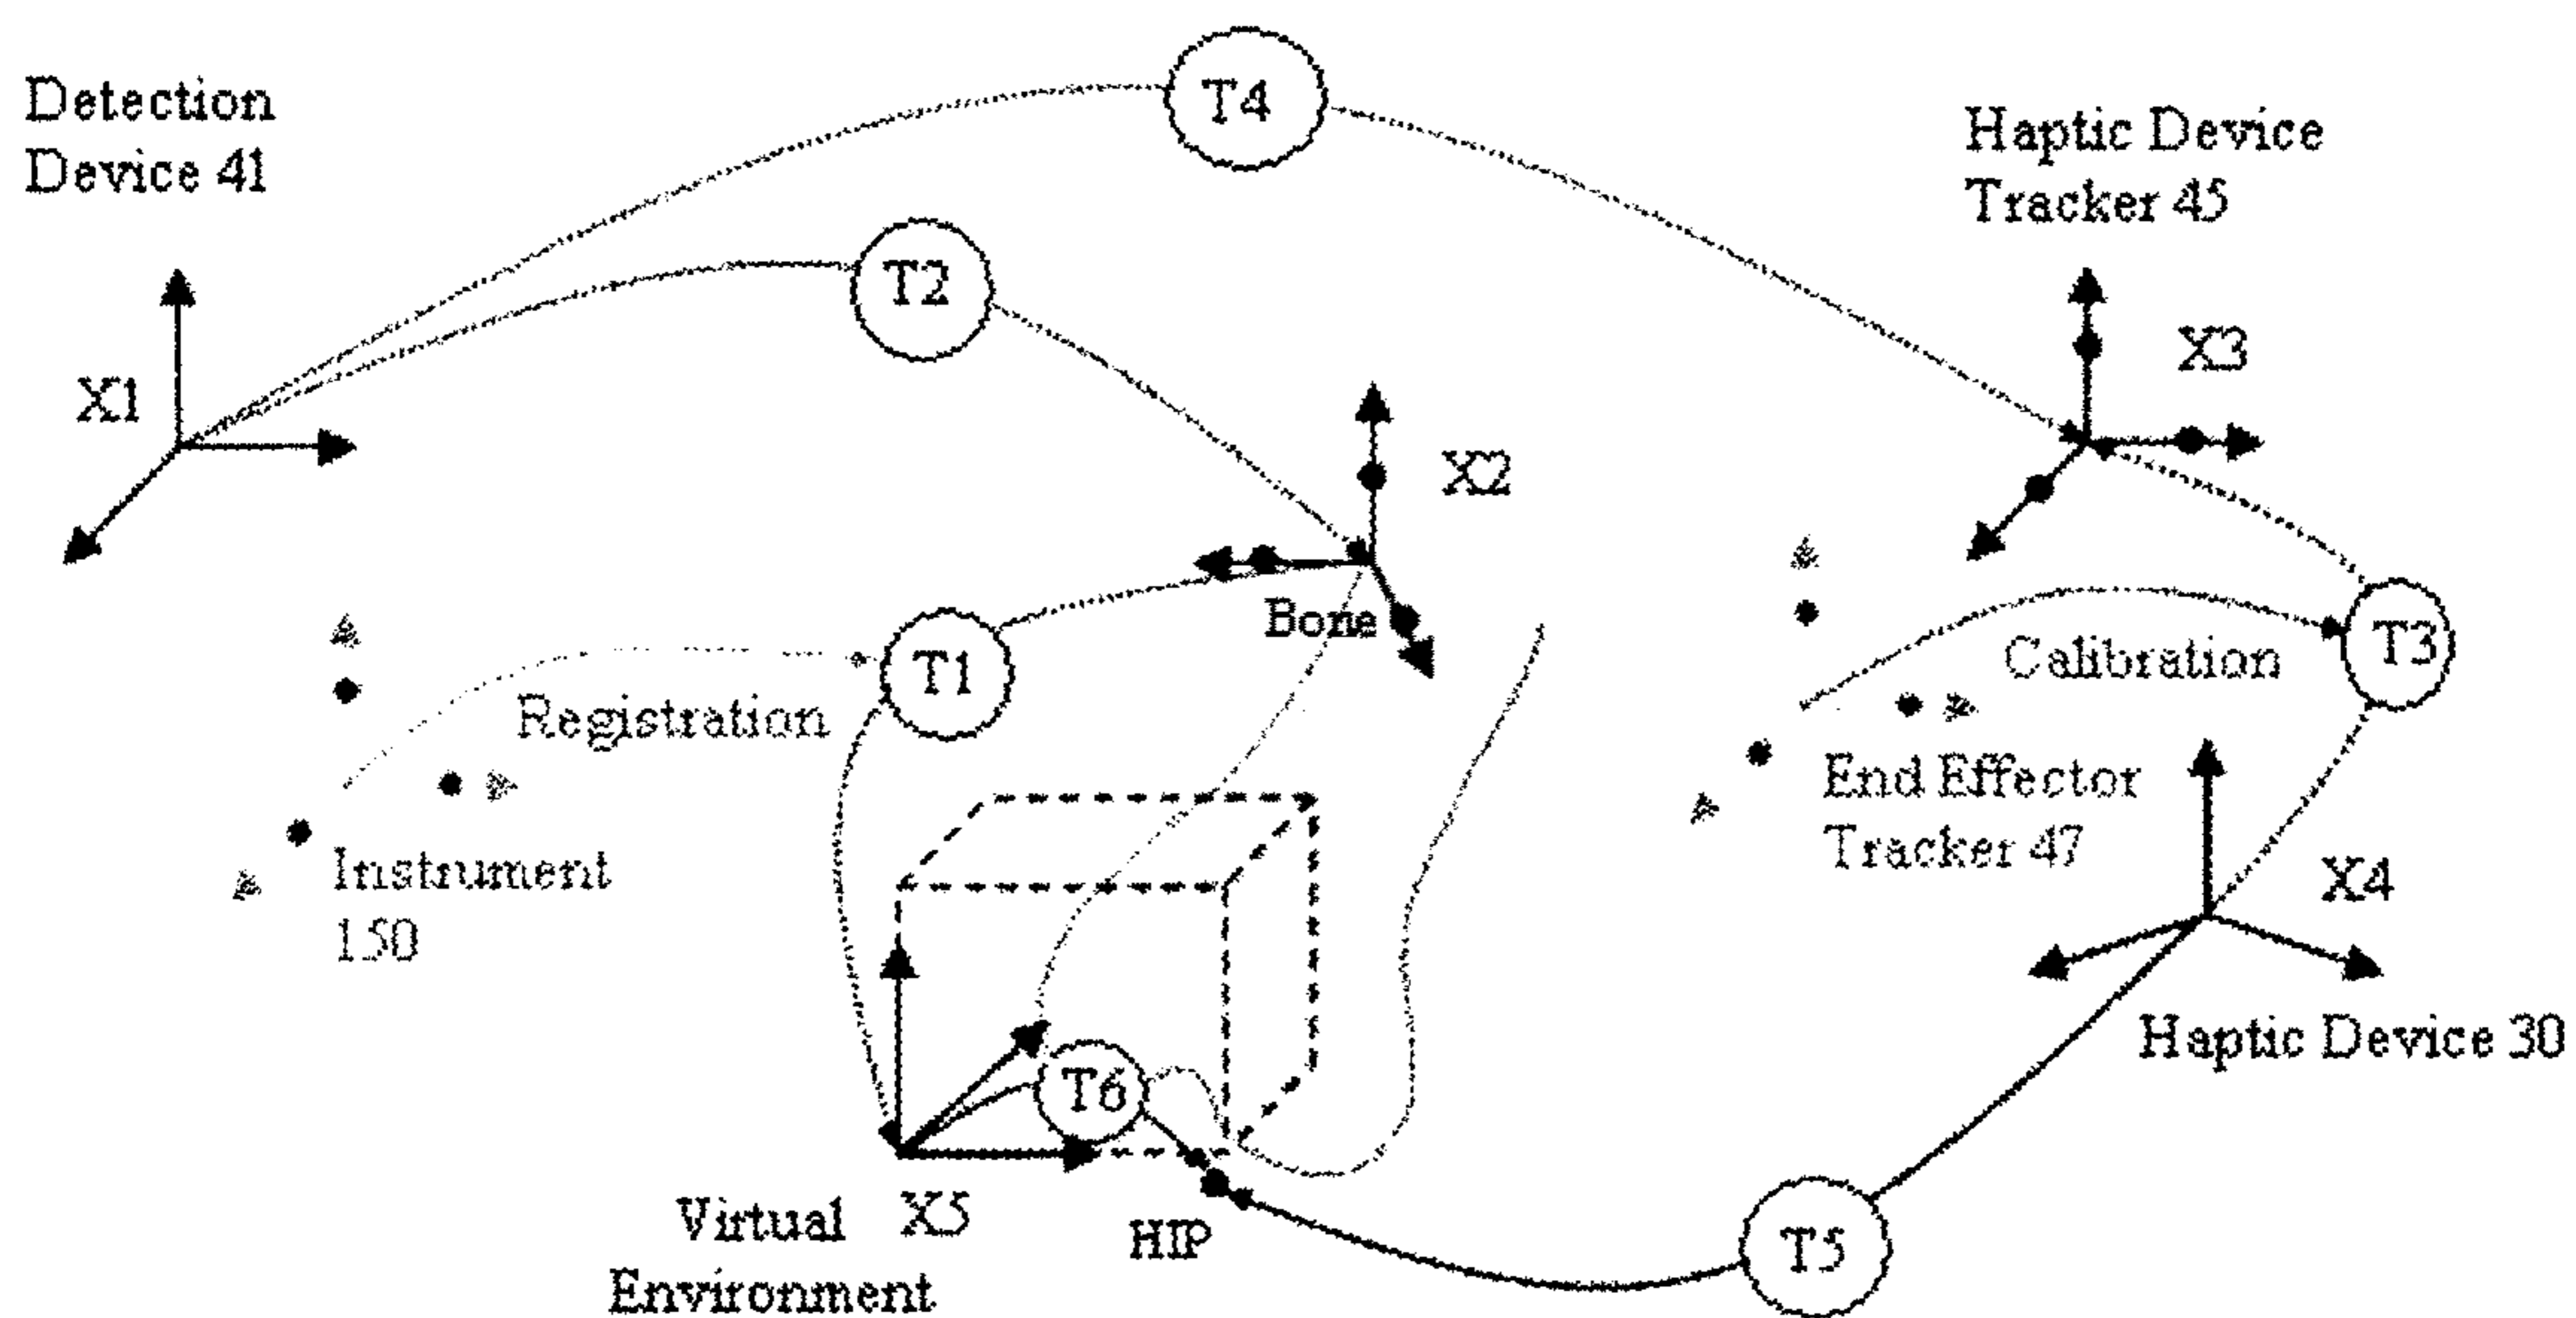 T4
Detection
Device 41
Haptic Device
Tracker 45
T2
X3
X1
X2
Bone
T3
T1
Calibration
Registration
End Effector
Tracker 47
Instrument
150
X4
Haptic Device 30
T6
Virtual
Environment
X5
HIP
T5